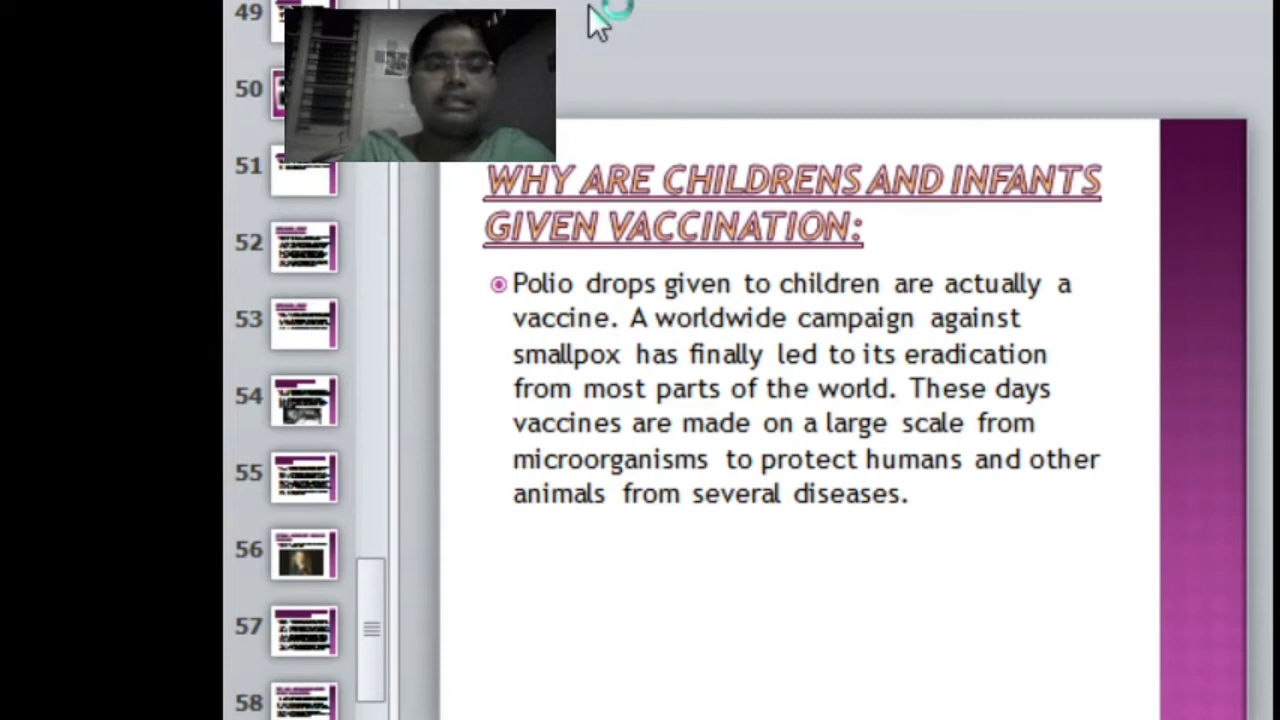 49
50
51
52
53
54
55
56
57
58
WHY ARE CHILDRENS AND INFANTS
GIVEN VACCINATION:
Polio drops given to children are actually a
vaccine. A worldwide campaign against
smallpox has finally led to its eradication
from most parts of the world. These days
vaccines are made on a large scale from
microorganisms to protect humans and other
animals from several diseases.